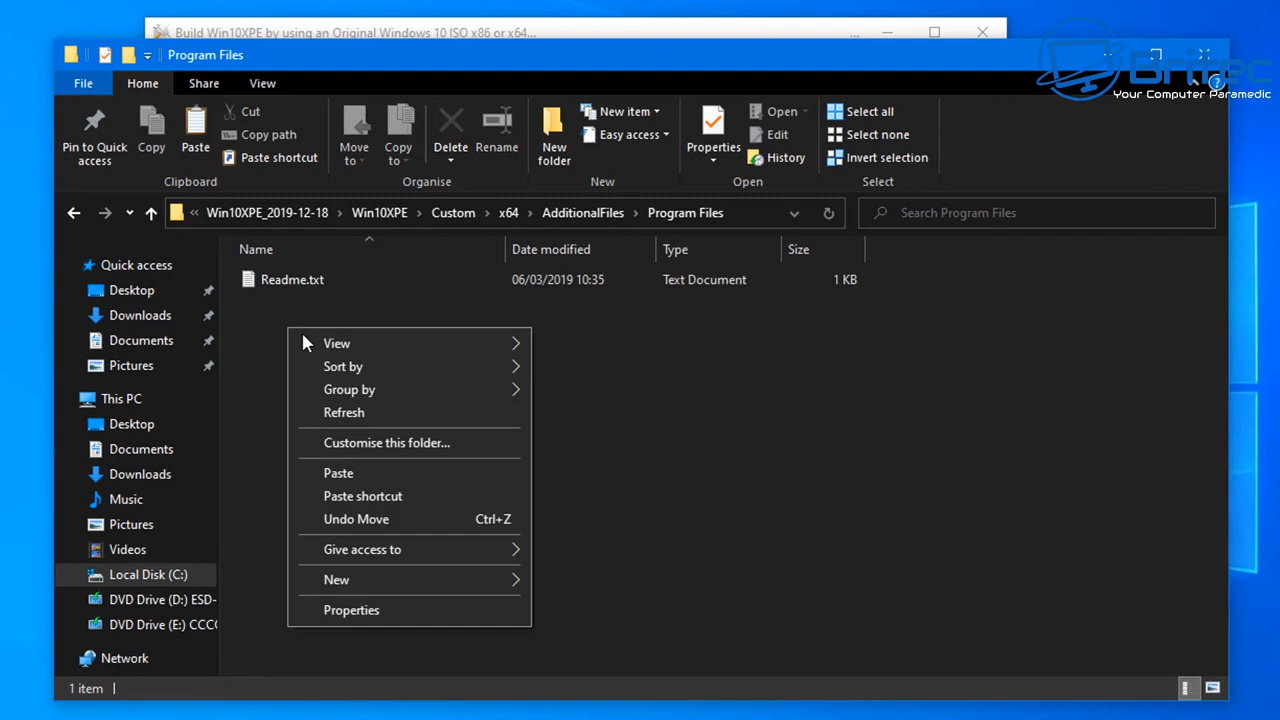 Build Win10XPE by using an Original Windows 10 ISO x86 or x64...
...
Program Files
Britec
Your Computer Paramedic
File
Home
Share
View
?
Pin to Quick
access
Copy
Paste
Cut
Copy path
Paste shortcut
Clipboard
Move
to
Copy
to
Delete
Rename
Organise
New
folder
New item
Easy access
New
Properties
Open
Edit
History
Open
Select all
Select none
Invert selection
Select
« Win10XPE_2019-12-18 > Win10XPE > Custom > x64 > AdditionalFiles > Program Files
Search Program Files
Name
Date modified
Type
Size
Readme.txt
06/03/2019 10:35
Text Document
1 KB
Quick access
Desktop
Downloads
Documents
Pictures
This PC
Desktop
Documents
Downloads
Music
Pictures
Videos
Local Disk (C:)
DVD Drive (D:) ESD-
DVD Drive (E:) CCC
Network
View
Sort by
Group by
Refresh
Customise this folder...
Paste
Paste shortcut
Undo Move Ctrl+Z
Give access to
New
Properties
1 item